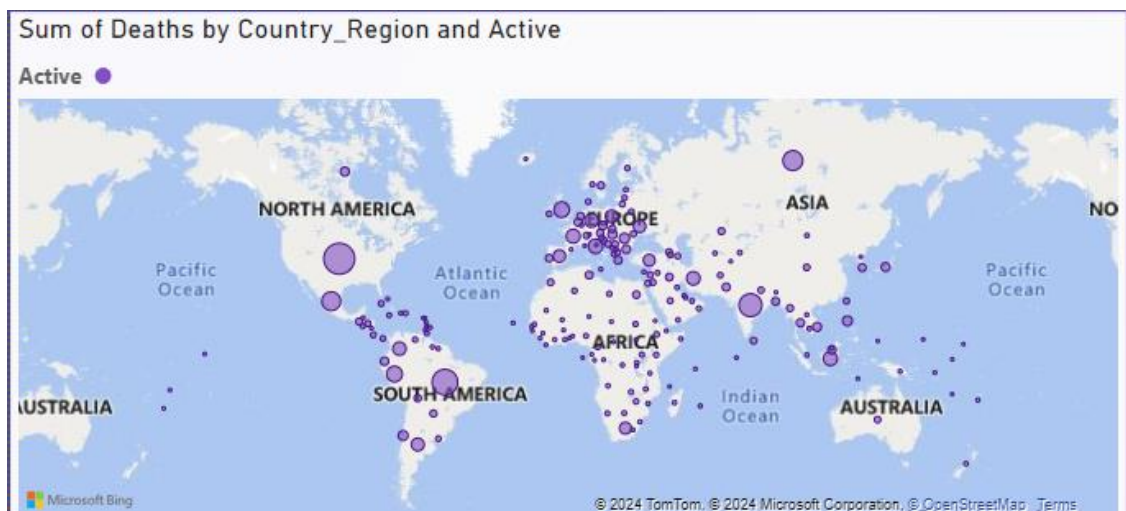 Sum of Deaths by Country_Region and Active
Active
NORTH AMERICA
EUROPE
ASIA
NO
Pacific
Ocean
Atlantic
Ocean
Pacific
Ocean
AFRICA
SOUTH AMERICA
Indian
Ocean
AUSTRALIA
AUSTRALIA
Microsoft Bing
© 2024 TomTom, © 2024 Microsoft Corporation, © OpenStreetMap Terms